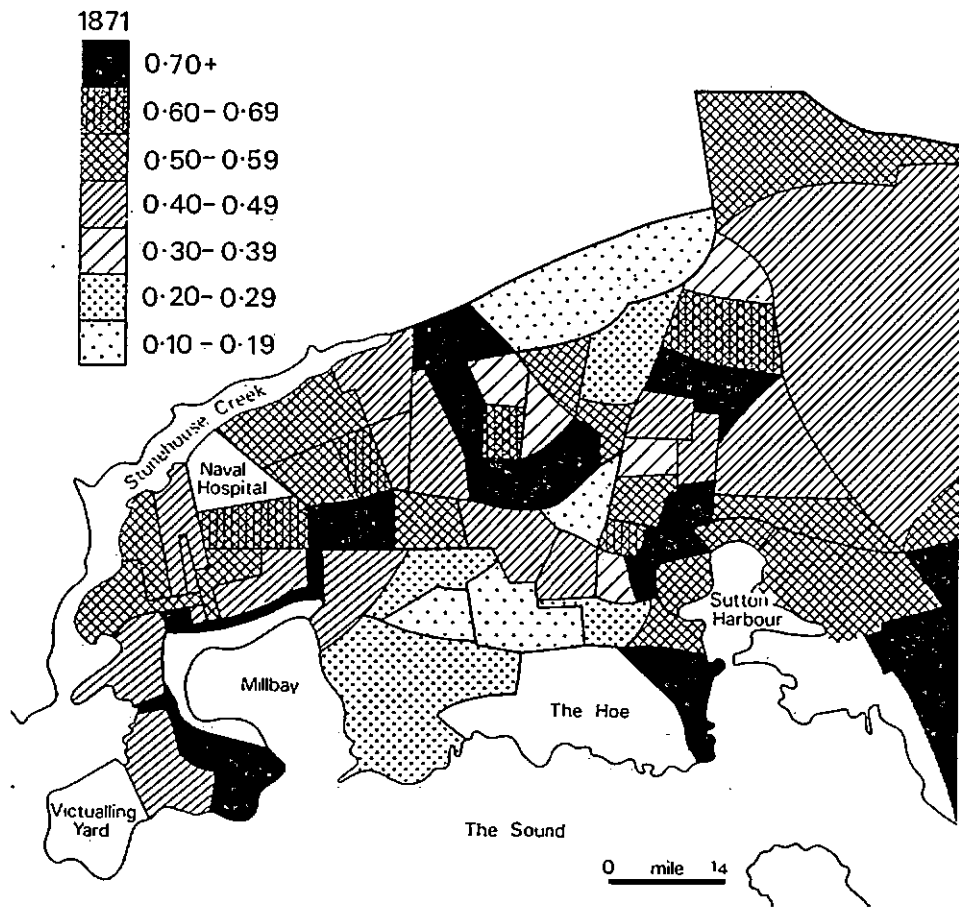 1871
0·70+
0·60-0·69
0·50-0·59
0·40-0·49
0·30-0·39
0·20-0·29
0·10-0·19
Stonehouse Creek
Naval
Hospital
Sutton
Harbour
Millbay
The Hoe
Victualling
Yard
The Sound
0 mile 1/4